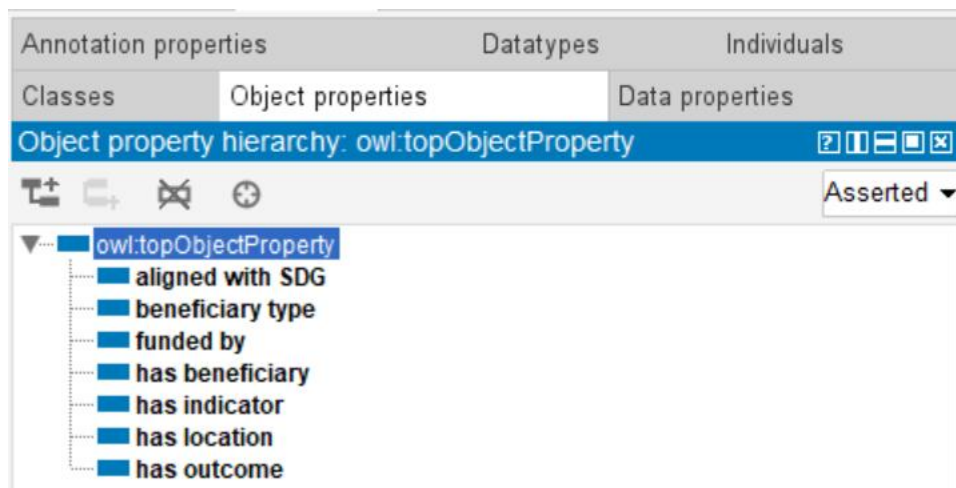 Annotation properties Datatypes Individuals
Classes Object properties Data properties
Object property hierarchy: owl:topObjectProperty
Asserted
owl:topObjectProperty
aligned with SDG
beneficiary type
funded by
has beneficiary
has indicator
has location
has outcome